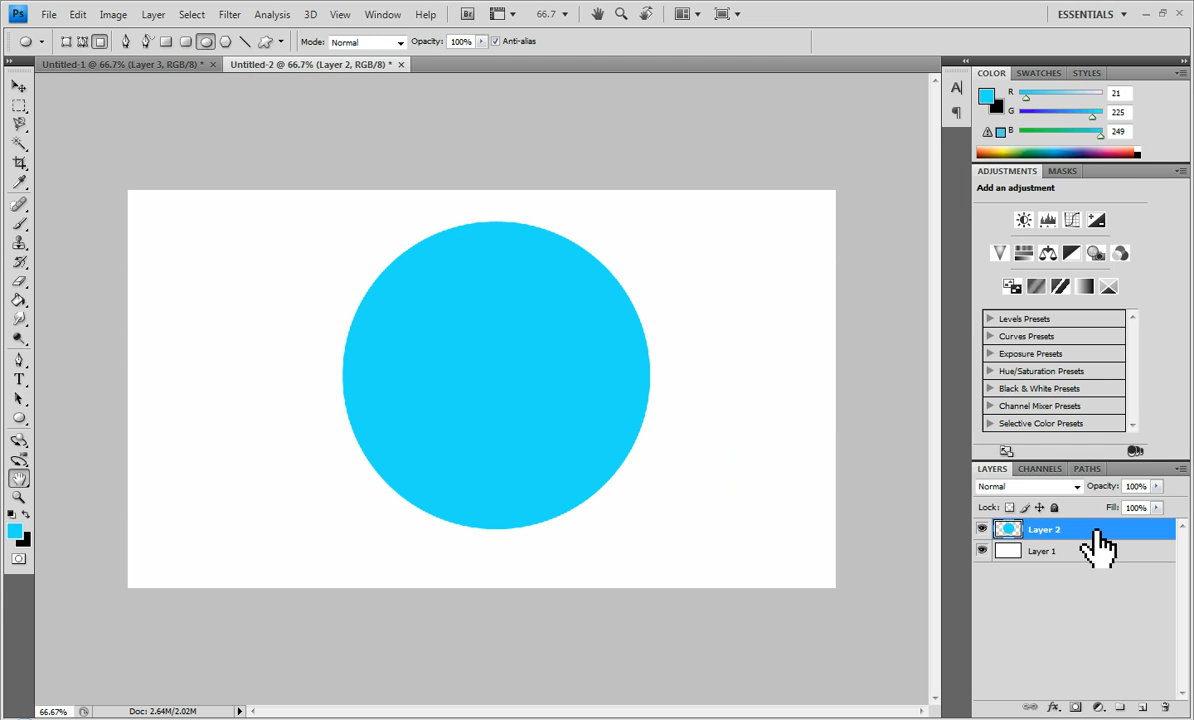 Ps File Edit Image Layer Select Filter Analysis 3D View Window Help Br 66.7 ESSENTIALS
Mode: Normal Opacity: 100% Anti-alias
Untitled-1 @ 66.7% (Layer 3, RGB/8) * × Untitled-2 @ 66.7% (Layer 2, RGB/8) * ×
COLOR SWATCHES STYLES
R 21
G 225
B 249
ADJUSTMENTS MASKS
Add an adjustment
Levels Presets
Curves Presets
Exposure Presets
Hue/Saturation Presets
Black & White Presets
Channel Mixer Presets
Selective Color Presets
LAYERS CHANNELS PATHS
Normal Opacity: 100%
Lock: Fill: 100%
Layer 2
Layer 1
66.67% Doc: 2.64M/2.02M